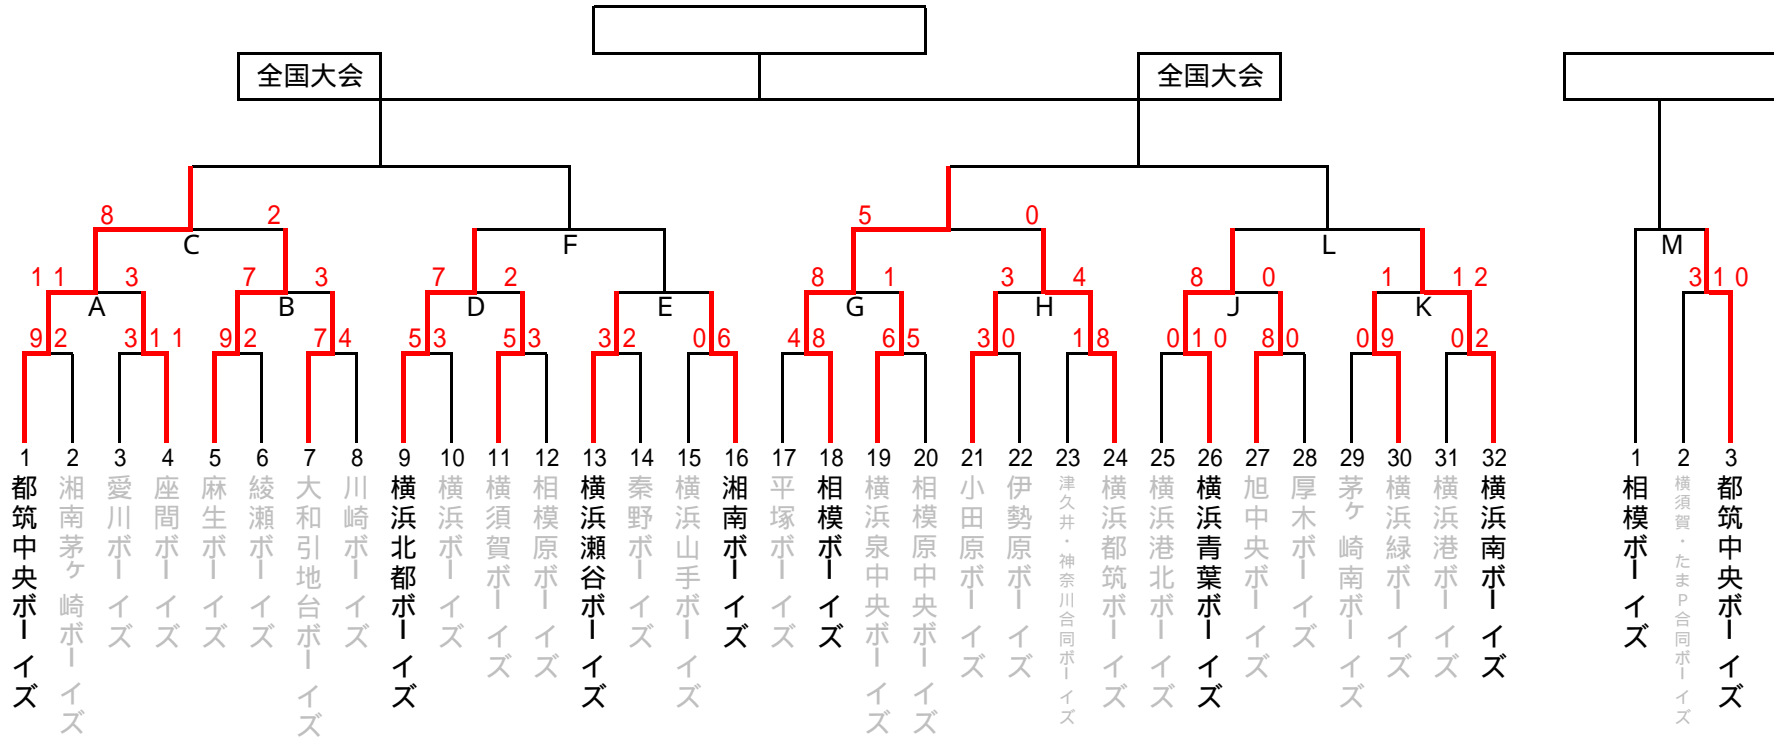 全国大会
全国大会
8 2 5 0
C F L M
11 3 7 3 7 2 8 1 3 4 8 0 1 12 3 10
A B D E G H J K
9 2 3 11 9 2 7 4 5 3 5 3 3 2 0 6 4 8 6 5 3 0 1 8 0 10 8 0 0 9 0 2
1 2 3 4 5 6 7 8 9 10 11 12 13 14 15 16 17 18 19 20 21 22 23 24 25 26 27 28 29 30 31 32 1 2 3
都筑中央ボーイズ
湘南茅ヶ崎ボーイズ
愛川ボーイズ
座間ボーイズ
麻生ボーイズ
綾瀬ボーイズ
大和引地台ボーイズ
川崎ボーイズ
横浜北都ボーイズ
横浜ボーイズ
横須賀ボーイズ
相模原ボーイズ
横浜瀬谷ボーイズ
秦野ボーイズ
横浜山手ボーイズ
湘南ボーイズ
平塚ボーイズ
相模ボーイズ
横浜泉中央ボーイズ
相模原中央ボーイズ
小田原ボーイズ
伊勢原ボーイズ
津久井・神奈川合同ボーイズ
横浜都筑ボーイズ
横浜港北ボーイズ
横浜青葉ボーイズ
旭中央ボーイズ
厚木ボーイズ
茅ヶ崎南ボーイズ
横浜緑ボーイズ
横浜港ボーイズ
横浜南ボーイズ
相模ボーイズ
横須賀・たまP合同ボーイズ
都筑中央ボーイズ